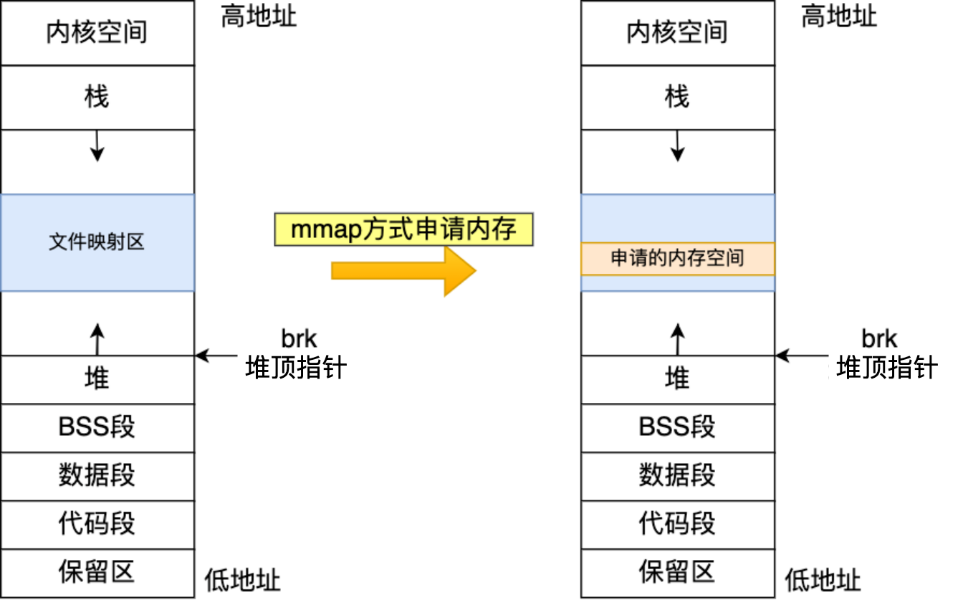 高地址
内核空间
栈
文件映射区
brk
堆顶指针
堆
BSS段
数据段
代码段
保留区
低地址
mmap方式申请内存
高地址
内核空间
栈
申请的内存空间
brk
堆顶指针
堆
BSS段
数据段
代码段
保留区
低地址